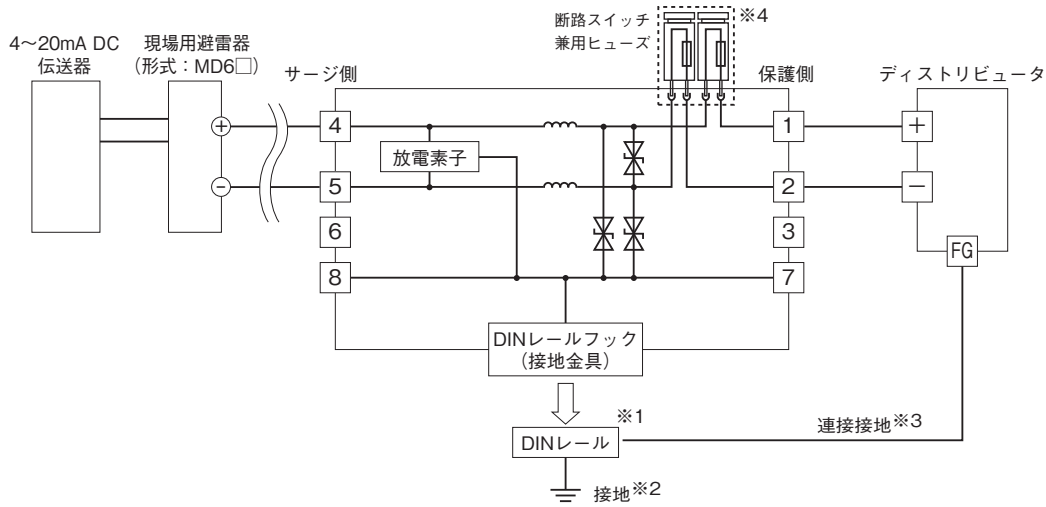 断路スイッチ
兼用ヒューズ
※4
4～20mA DC
伝送器
現場用避雷器
（形式：MD6□）
サージ側
保護側
ディストリビュータ
＋
4
1
＋
放電素子
－
5
2
－
6
3
FG
8
7
DINレールフック
（接地金具）
※1
DINレール
連接接地※3
接地※2